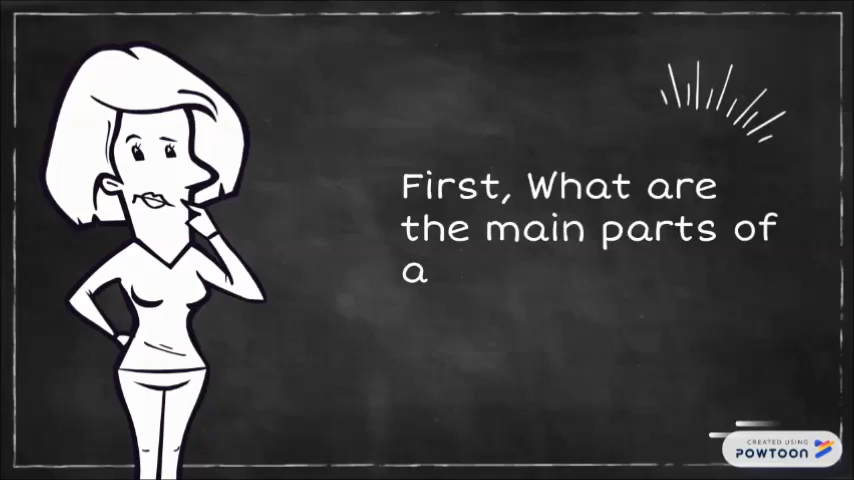 First, What are
the main parts of
a
CREATED USING
POWTOON